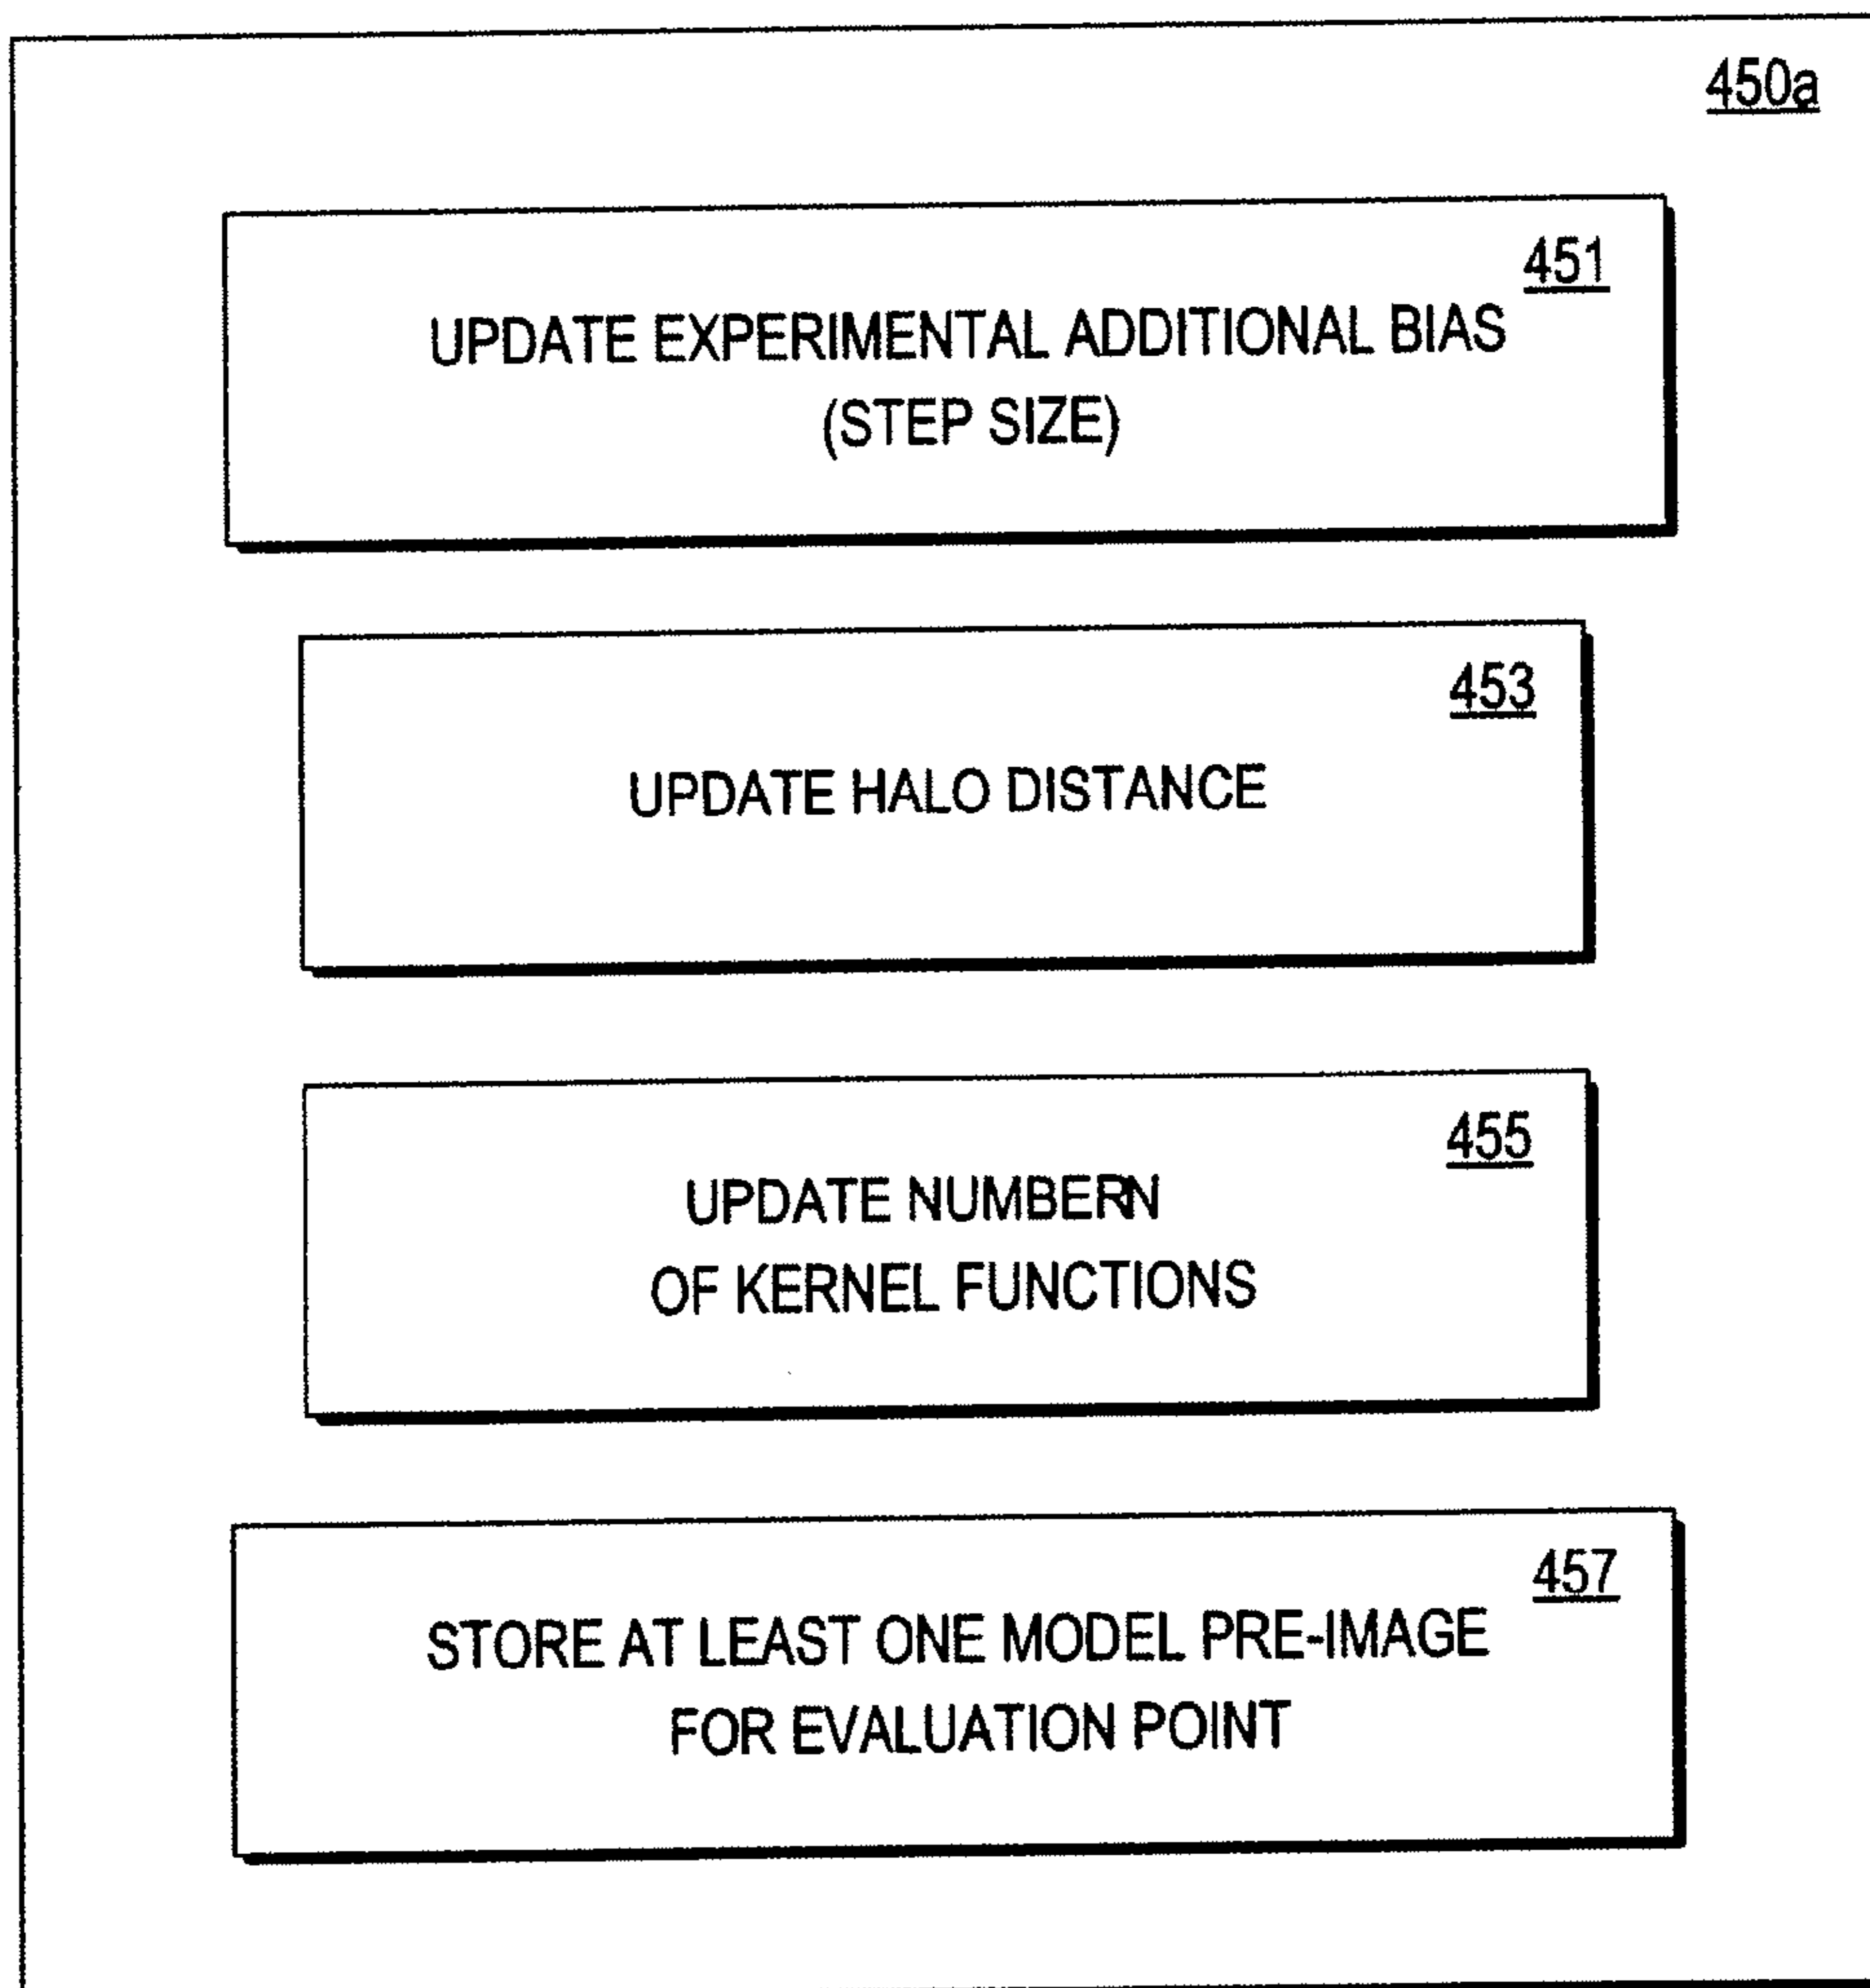 450a
451
UPDATE EXPERIMENTAL ADDITIONAL BIAS
(STEP SIZE)
453
UPDATE HALO DISTANCE
455
UPDATE NUMBERN
OF KERNEL FUNCTIONS
457
STORE AT LEAST ONE MODEL PRE-IMAGE
FOR EVALUATION POINT